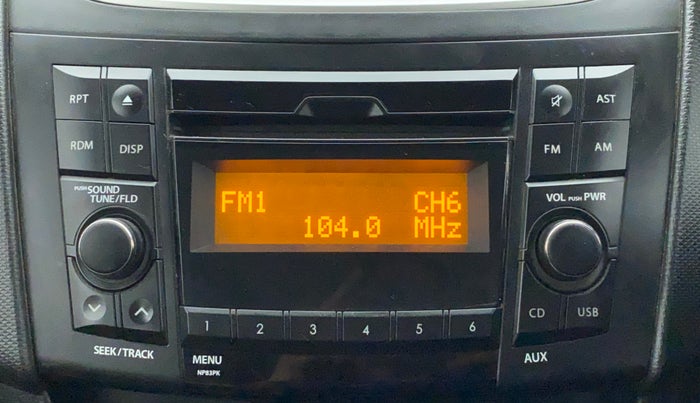 RPT
AST
RDM
DISP
FM
AM
PUSH SOUND
TUNE/FLD
VOL PUSH PWR
FM1 CH6
104.0 MHz
CD
USB
1 2 3 4 5 6
SEEK/TRACK
MENU
NP83PK
AUX